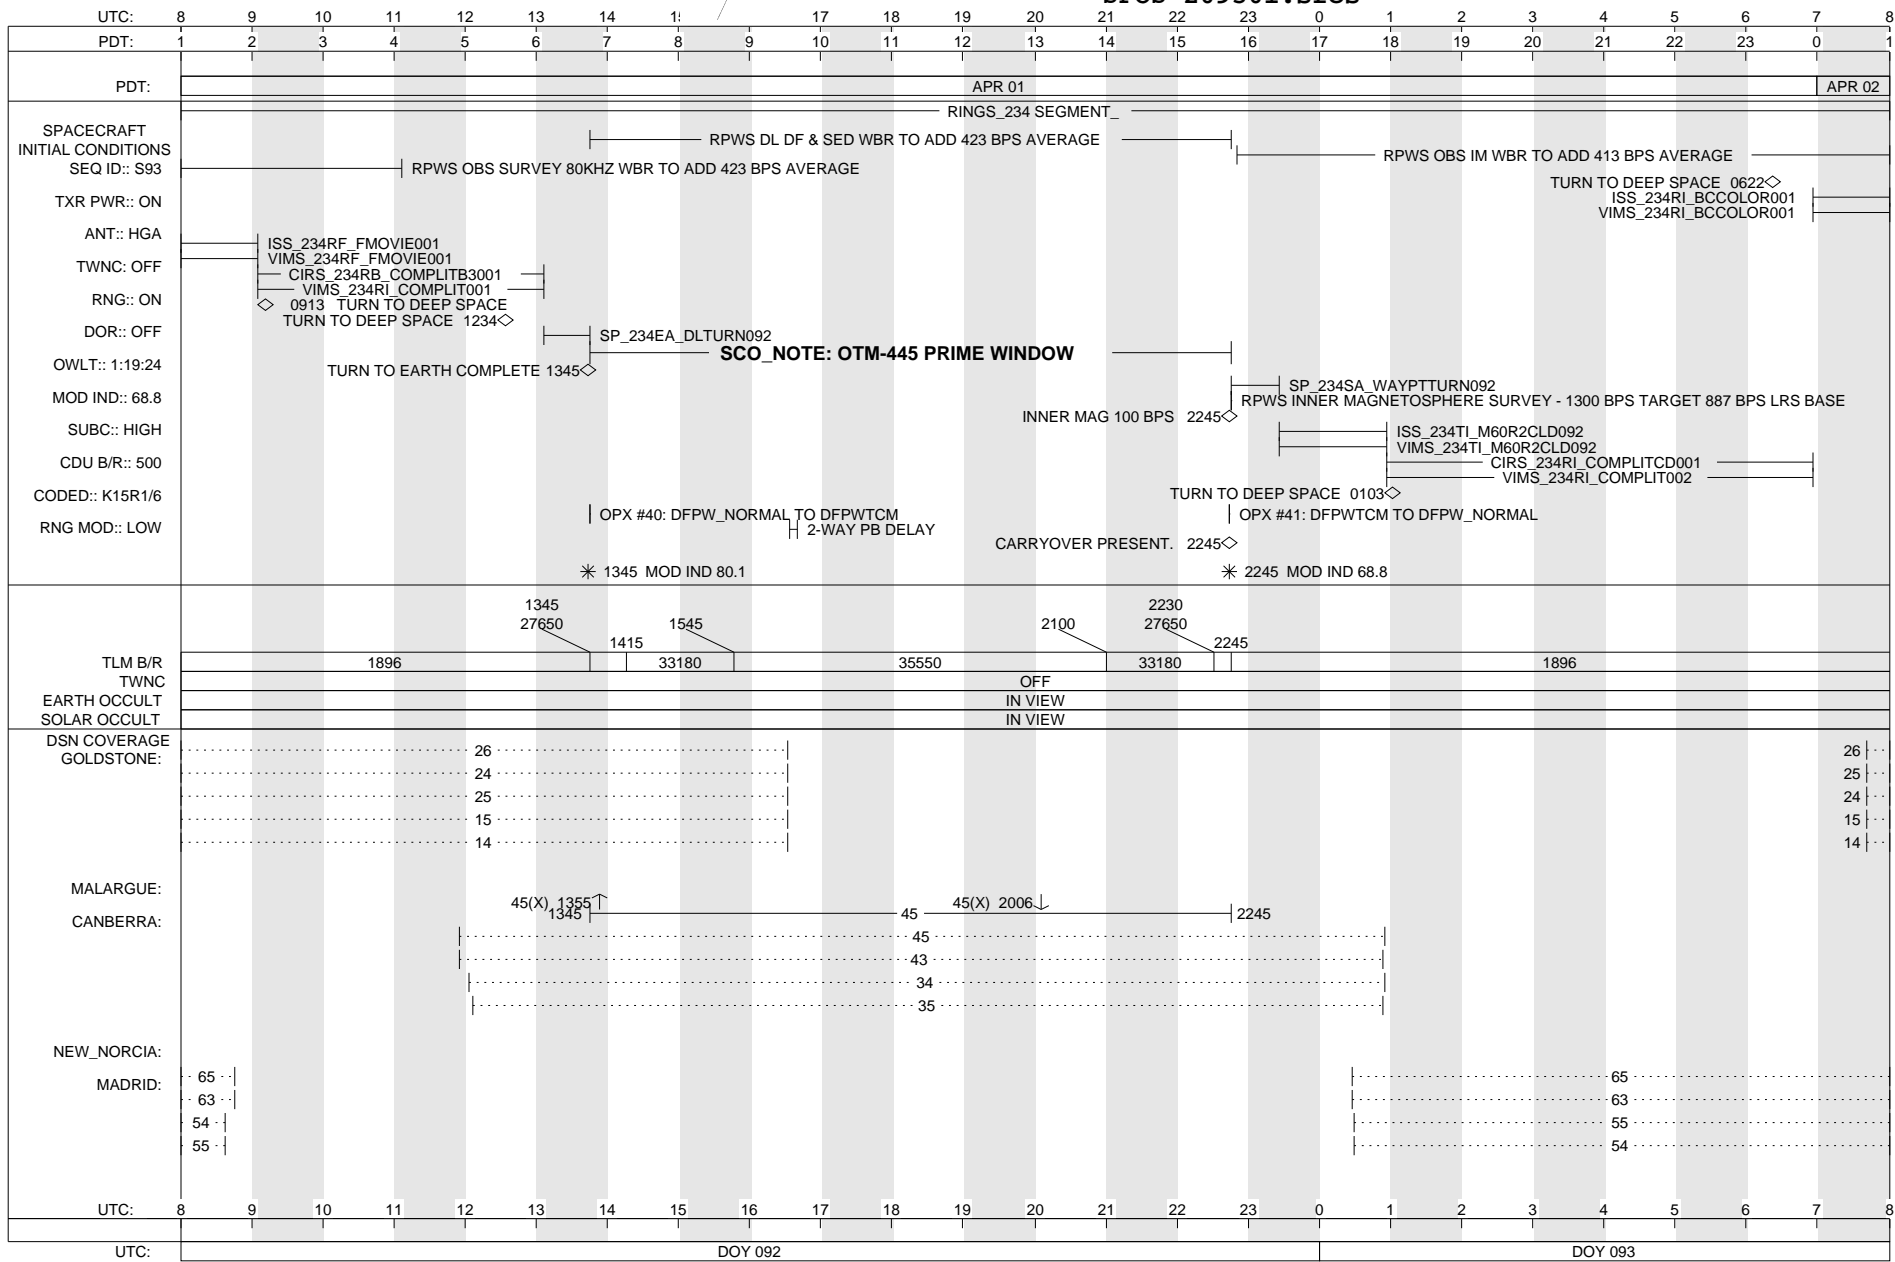 UTC: 8 9 10 11 12 13 14 17 18 19 20 21 22 23 0 1 2 3 4 5 6 7 8
PDT: 1 2 3 4 5 6 7 8 9 10 11 12 13 14 15 16 17 18 19 20 21 22 23 0 1
PDT: APR 01 APR 02
RINGS_234 SEGMENT_
SPACECRAFT
INITIAL CONDITIONS
RPWS DL DF & SED WBR TO ADD 423 BPS AVERAGE
RPWS OBS IM WBR TO ADD 413 BPS AVERAGE
SEQ ID:: S93
RPWS OBS SURVEY 80KHZ WBR TO ADD 423 BPS AVERAGE
TURN TO DEEP SPACE 0622
TXR PWR:: ON
ISS_234RI_BCCOLOR001
VIMS_234RI_BCCOLOR001
ANT:: HGA
ISS_234RF_FMOVIE001
VIMS_234RF_FMOVIE001
TWNC: OFF
CIRS_234RB_COMPLITB3001
VIMS_234RI_COMPLIT001
RNG:: ON
0913 TURN TO DEEP SPACE
TURN TO DEEP SPACE 1234
DOR:: OFF
SP_234EA_DLTURN092
SCO_NOTE: OTM-445 PRIME WINDOW
OWLT:: 1:19:24
TURN TO EARTH COMPLETE 1345
SP_234SA_WAYPTTURN092
MOD IND:: 68.8
RPWS INNER MAGNETOSPHERE SURVEY - 1300 BPS TARGET 887 BPS LRS BASE
INNER MAG 100 BPS 2245
SUBC:: HIGH
ISS_234TI_M60R2CLD092
VIMS_234TI_M60R2CLD092
CDU B/R:: 500
CIRS_234RI_COMPLITCD001
VIMS_234RI_COMPLIT002
CODED:: K15R1/6
TURN TO DEEP SPACE 0103
OPX #40: DFPW_NORMAL TO DFPWTCM
OPX #41: DFPWTCM TO DFPW_NORMAL
RNG MOD:: LOW
2-WAY PB DELAY
CARRYOVER PRESENT. 2245
1345 MOD IND 80.1
2245 MOD IND 68.8
1345 2230
27650 1545 2100 27650
1415 2245
TLM B/R 1896 33180 35550 33180 1896
TWNC OFF
EARTH OCCULT IN VIEW
SOLAR OCCULT IN VIEW
DSN COVERAGE
GOLDSTONE:
26 26
24 25
25 24
15 15
14 14
MALARGUE:
45(X) 1355 45(X) 2006
1345 45 2245
CANBERRA:
45
43
34
35
NEW_NORCIA:
MADRID:
65 65
63 63
54 55
55 54
UTC: 8 9 10 11 12 13 14 15 16 17 18 19 20 21 22 23 0 1 2 3 4 5 6 7 8
UTC: DOY 092 DOY 093